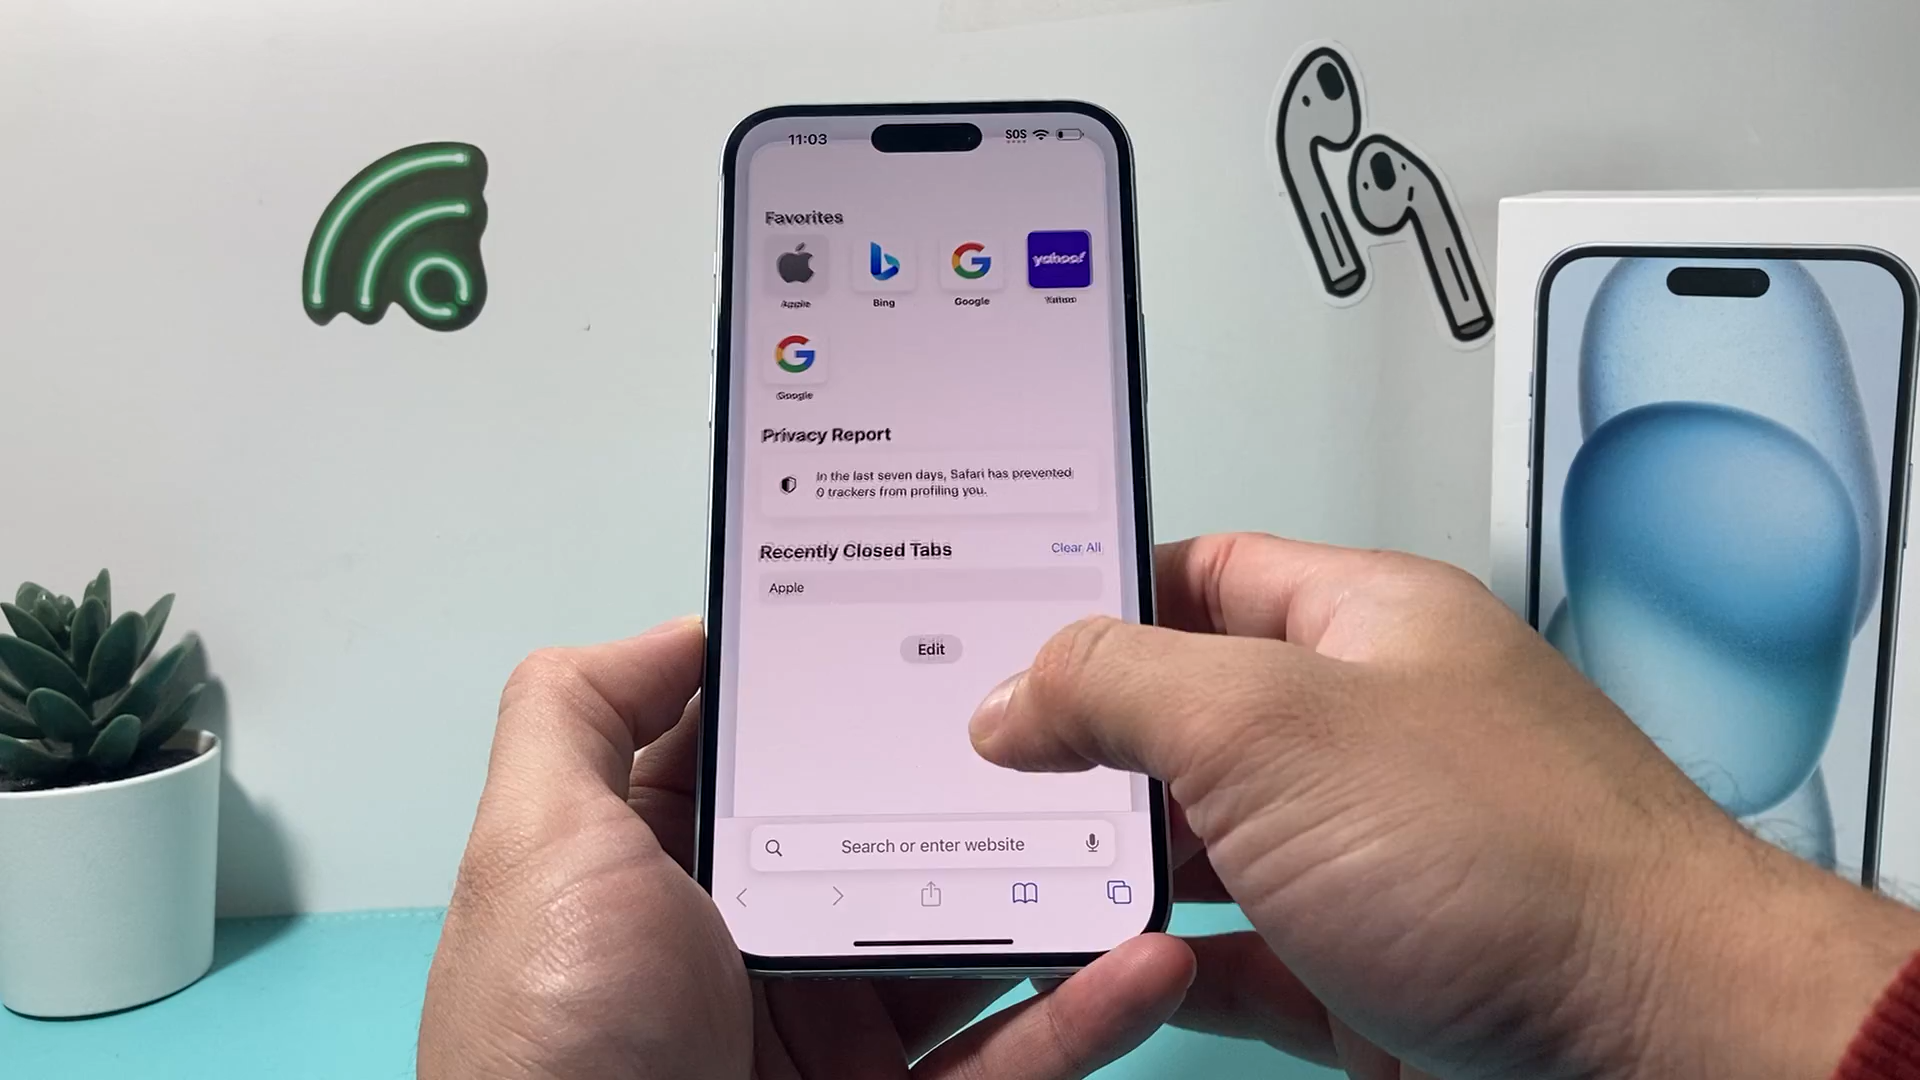 11:03
SOS
Favorites
yahoo!
Apple
Bing
Google
Yahoo
Google
Privacy Report
In the last seven days, Safari has prevented
0 trackers from profiling you.
Recently Closed Tabs
Clear All
Apple
Edit
Search or enter website